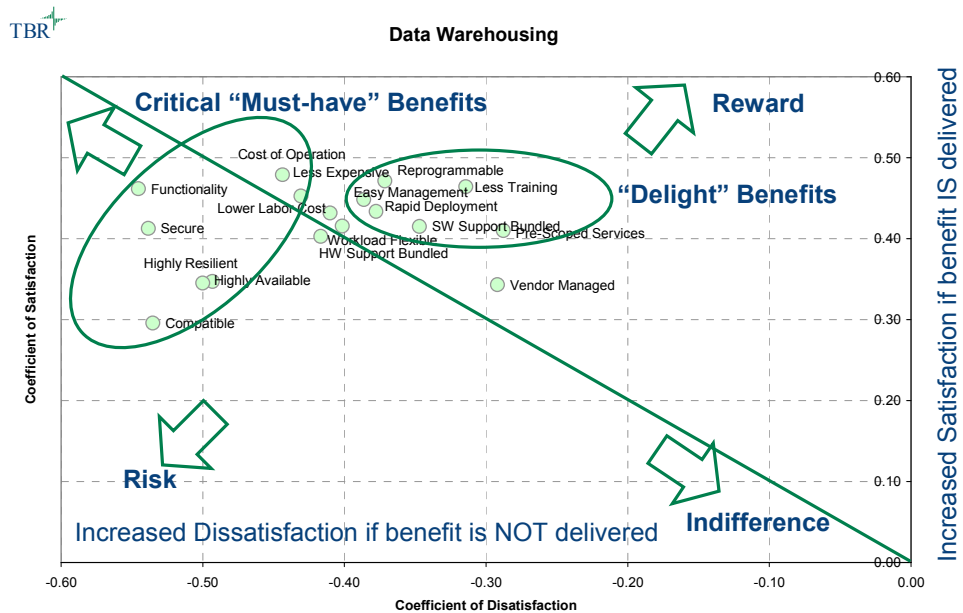 TBR
Data Warehousing
0.60
Critical “Must-have” Benefits
Reward
Cost of Operation
0.50
Less Expensive
Reprogrammable
Functionality
Easy Management
Less Training
“Delight” Benefits
Lower Labor Cost
Rapid Deployment
Secure
SW Support Bundled
Pre-Scoped Services
0.40
Workload Flexible
HW Support Bundled
Highly Resilient
Highly Available
Vendor Managed
Compatible
0.30
0.20
Risk
0.10
Indifference
Increased Dissatisfaction if benefit is NOT delivered
0.00
-0.60
-0.50
-0.40
-0.30
-0.20
-0.10
0.00
Coefficient of Disatisfaction
Coefficient of Satisfaction
Increased Satisfaction if benefit IS delivered